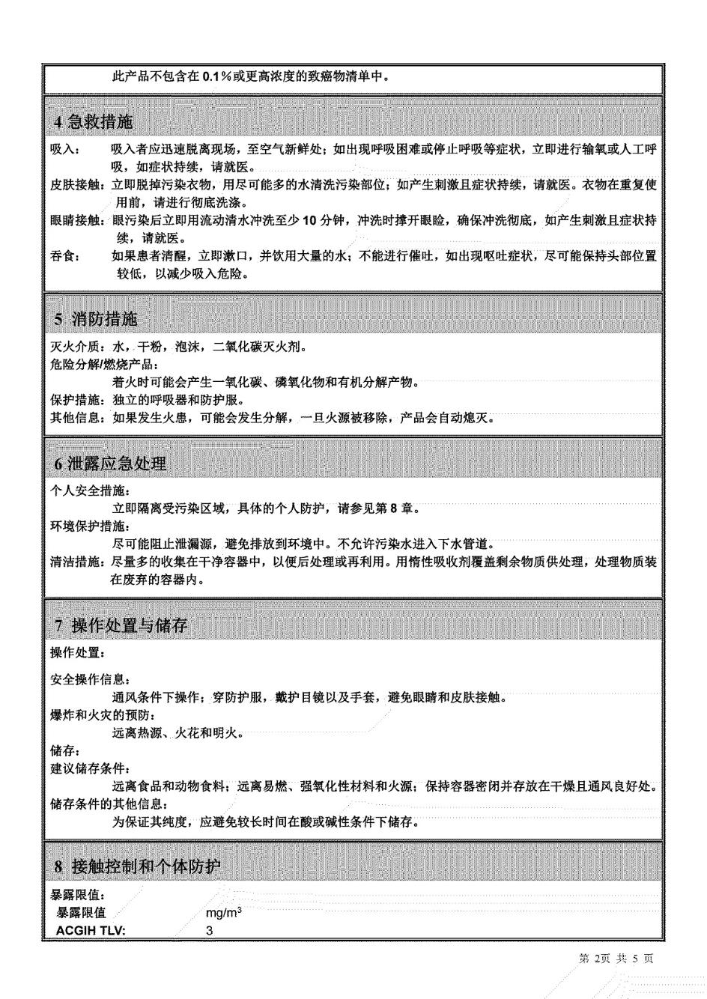 此产品不包含在 0.1%或更高浓度的致癌物清单中。
4 急救措施
吸入： 吸入者应迅速脱离现场，至空气新鲜处；如出现呼吸困难或停止呼吸等症状，立即进行输氧或人工呼
吸，如症状持续，请就医。
皮肤接触：立即脱掉污染衣物，用尽可能多的水清洗污染部位；如产生刺激且症状持续，请就医。衣物在重复使
用前，请进行彻底洗涤。
眼睛接触：眼污染后立即用流动清水冲洗至少 10 分钟，冲洗时撑开眼睑，确保冲洗彻底，如产生刺激且症状持
续，请就医。
吞食： 如果患者清醒，立即漱口，并饮用大量的水；不能进行催吐，如出现呕吐症状，尽可能保持头部位置
较低，以减少吸入危险。
5 消防措施
灭火介质：水，干粉，泡沫，二氧化碳灭火剂。
危险分解/燃烧产品：
着火时可能会产生一氧化碳、磷氧化物和有机分解产物。
保护措施：独立的呼吸器和防护服。
其他信息：如果发生火患，可能会发生分解，一旦火源被移除，产品会自动熄灭。
6 泄露应急处理
个人安全措施：
立即隔离受污染区域，具体的个人防护，请参见第 8 章。
环境保护措施：
尽可能阻止泄漏源，避免排放到环境中。不允许污染水进入下水管道。
清洁措施：尽量多的收集在干净容器中，以便后处理或再利用。用惰性吸收剂覆盖剩余物质供处理，处理物质装
在废弃的容器内。
7 操作处置与储存
操作处置：
安全操作信息：
通风条件下操作；穿防护服，戴护目镜以及手套，避免眼睛和皮肤接触。
爆炸和火灾的预防：
远离热源、火花和明火。
储存：
建议储存条件：
远离食品和动物食料；远离易燃、强氧化性材料和火源；保持容器密闭并存放在干燥且通风良好处。
储存条件的其他信息：
为保证其纯度，应避免较长时间在酸或碱性条件下储存。
8 接触控制和个体防护
暴露限值：
暴露限值 mg/m³
ACGIH TLV: 3
第 2页 共 5 页